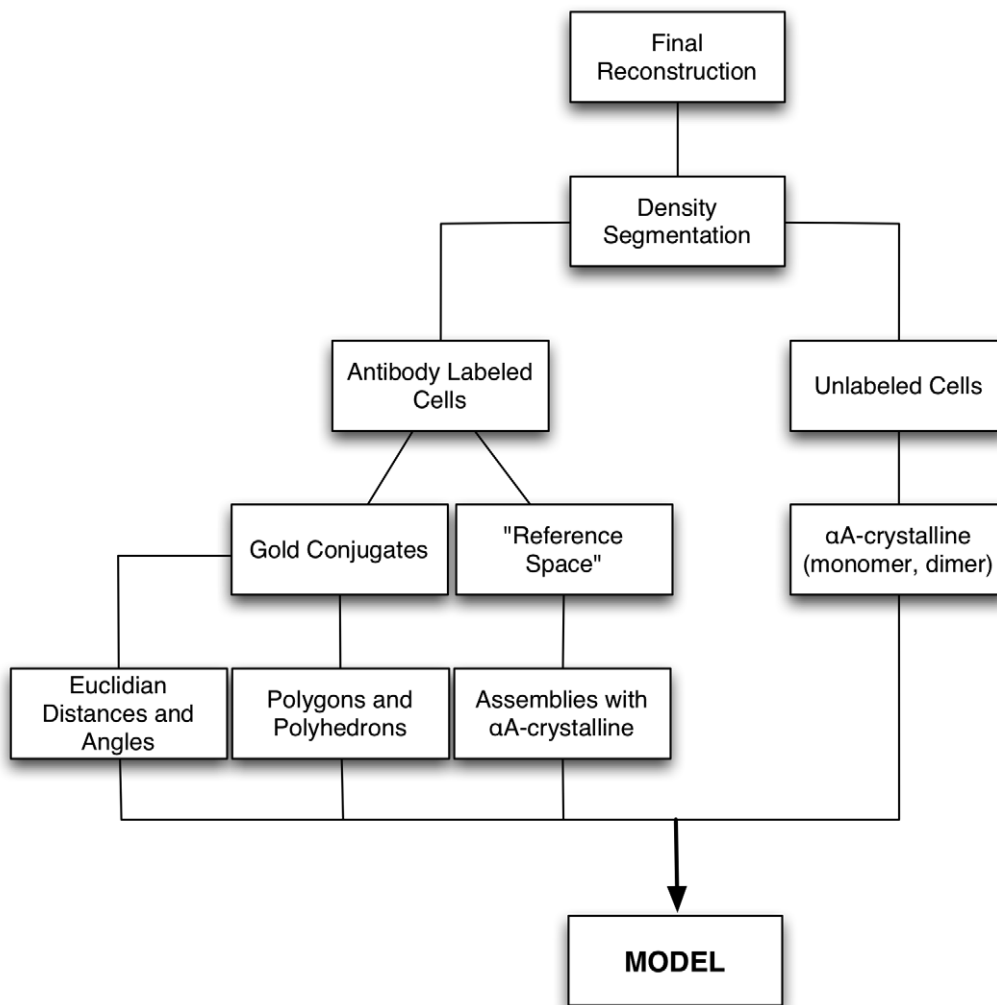 Final
Reconstruction
Density
Segmentation
Antibody Labeled
Cells
Unlabeled Cells
Gold Conjugates
"Reference
Space"
αA-crystalline
(monomer, dimer)
Euclidian
Distances and
Angles
Polygons and
Polyhedrons
Assemblies with
αA-crystalline
MODEL